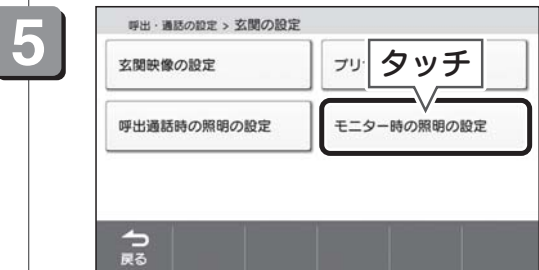 5
呼出・通話の設定 > 玄関の設定
玄関映像の設定
プリ
タッチ
呼出通話時の照明の設定
モニター時の照明の設定
戻る